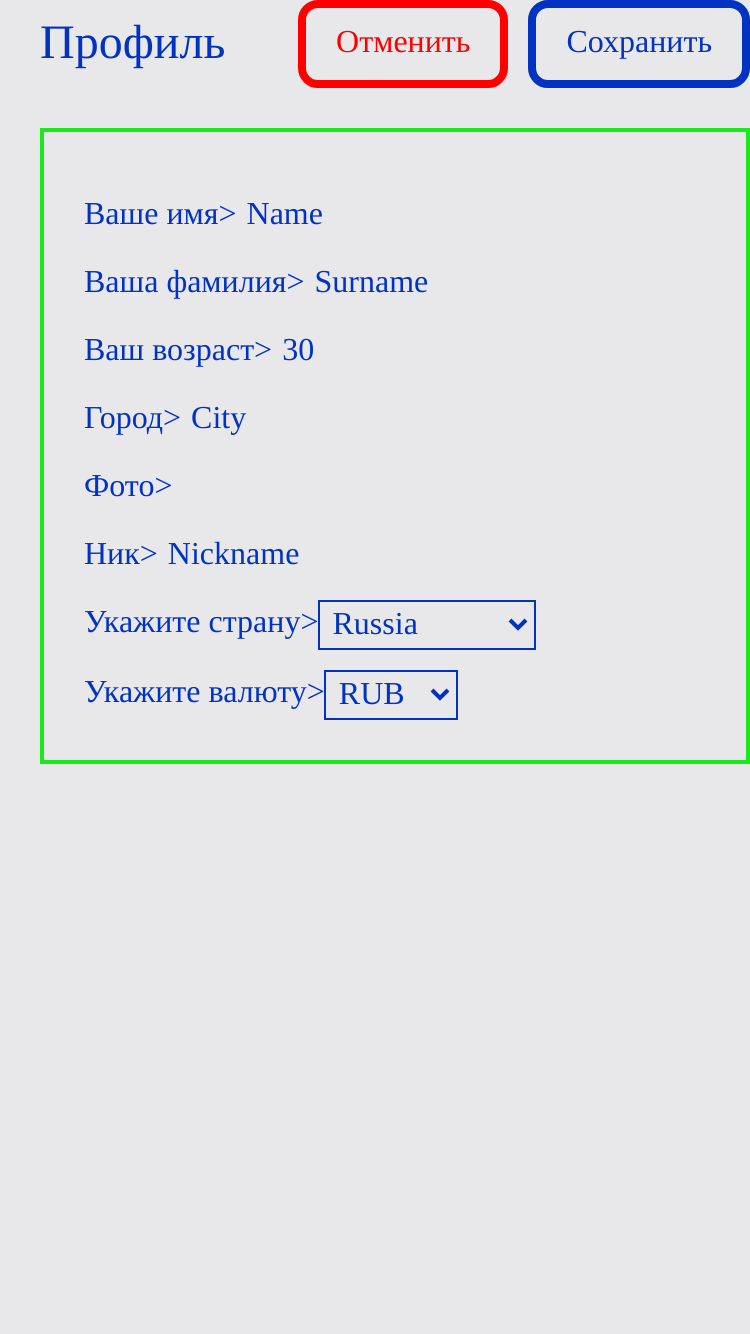 Профиль Отменить Сохранить
Ваше имя> Name
Ваша фамилия> Surname
Ваш возраст> 30
Город> City
Фото>
Ник> Nickname
Укажите страну> Russia
Укажите валюту> RUB